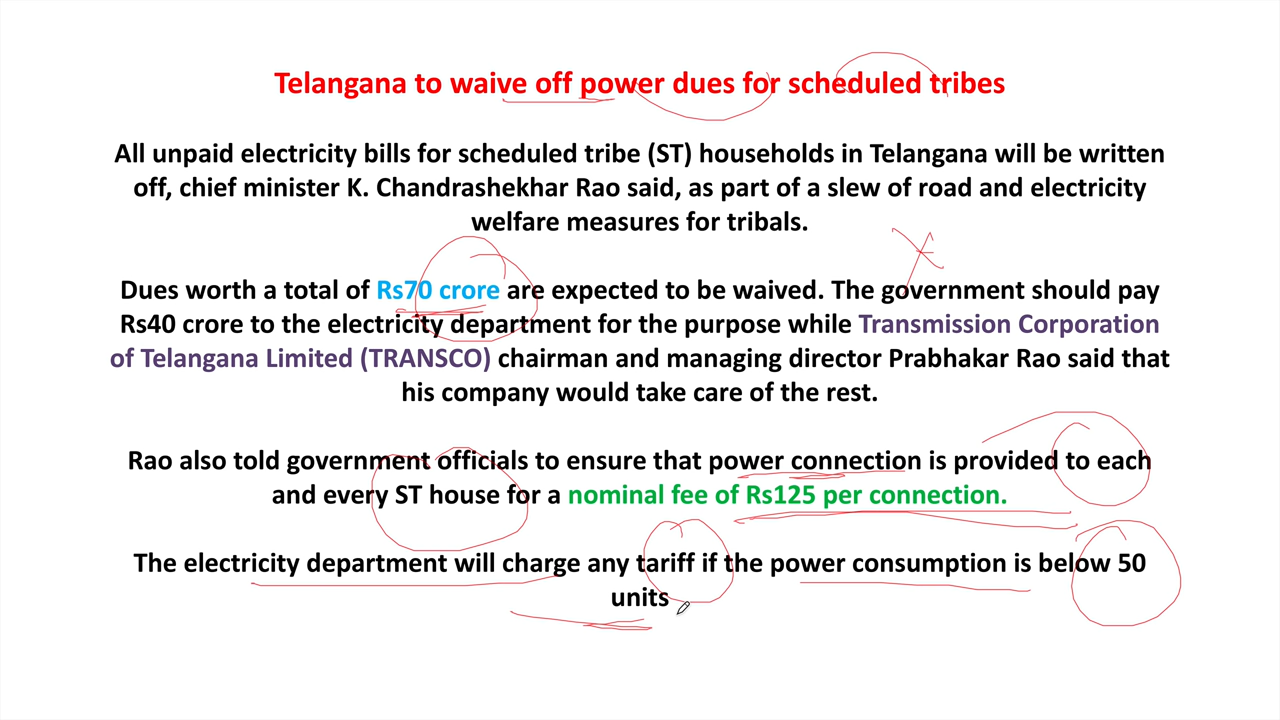 Telangana to waive off power dues for scheduled tribes
All unpaid electricity bills for scheduled tribe (ST) households in Telangana will be written
off, chief minister K. Chandrashekhar Rao said, as part of a slew of road and electricity
welfare measures for tribals.
Dues worth a total of Rs70 crore are expected to be waived. The government should pay
Rs40 crore to the electricity department for the purpose while Transmission Corporation
of Telangana Limited (TRANSCO) chairman and managing director Prabhakar Rao said that
his company would take care of the rest.
Rao also told government officials to ensure that power connection is provided to each
and every ST house for a nominal fee of Rs125 per connection.
The electricity department will charge any tariff if the power consumption is below 50
units